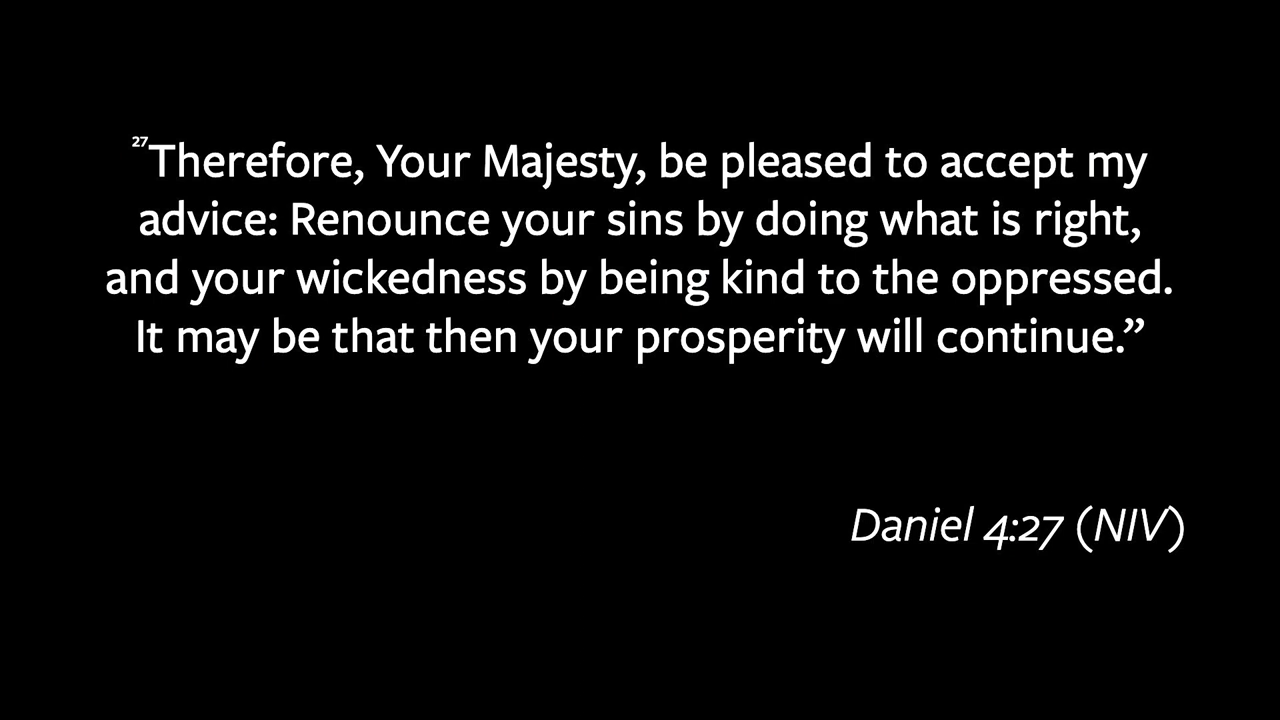 27Therefore, Your Majesty, be pleased to accept my
advice: Renounce your sins by doing what is right,
and your wickedness by being kind to the oppressed.
It may be that then your prosperity will continue.”
Daniel 4:27 (NIV)